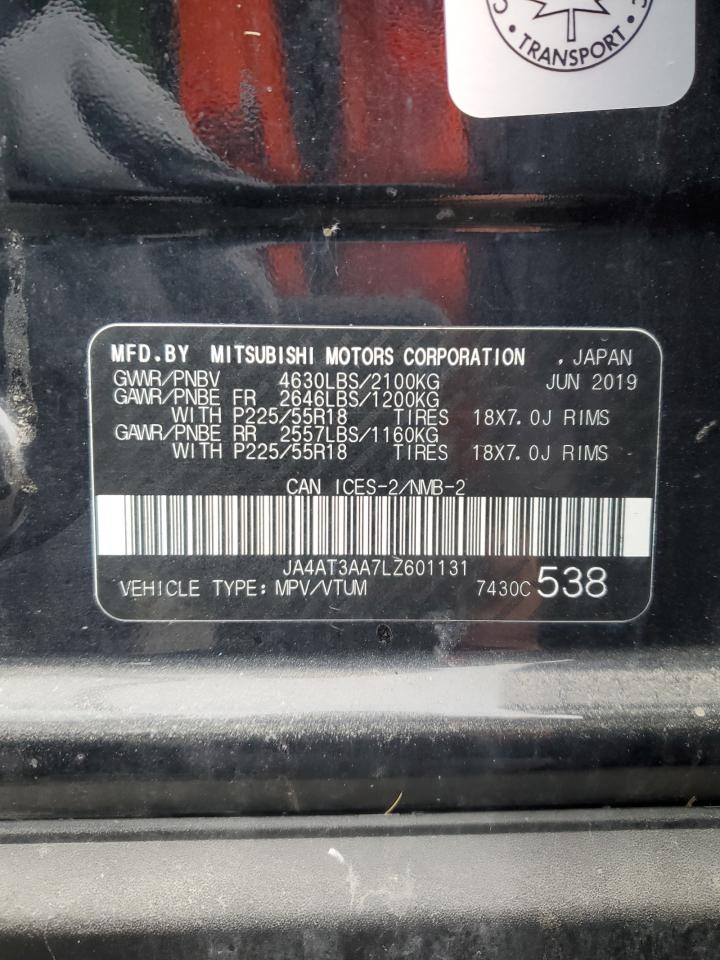 C • TRANSPORT • C
MFD.BY MITSUBISHI MOTORS CORPORATION , JAPAN
GVWR/PNBV 4630LBS/2100KG JUN 2019
GAWR/PNBE FR 2646LBS/1200KG
WITH P225/55R18 TIRES 18X7.0J RIMS
GAWR/PNBE RR 2557LBS/1160KG
WITH P225/55R18 TIRES 18X7.0J RIMS
CAN ICES-2/NMB-2
JA4AT3AA7LZ601131
VEHICLE TYPE: MPV/VTUM 7430C 538